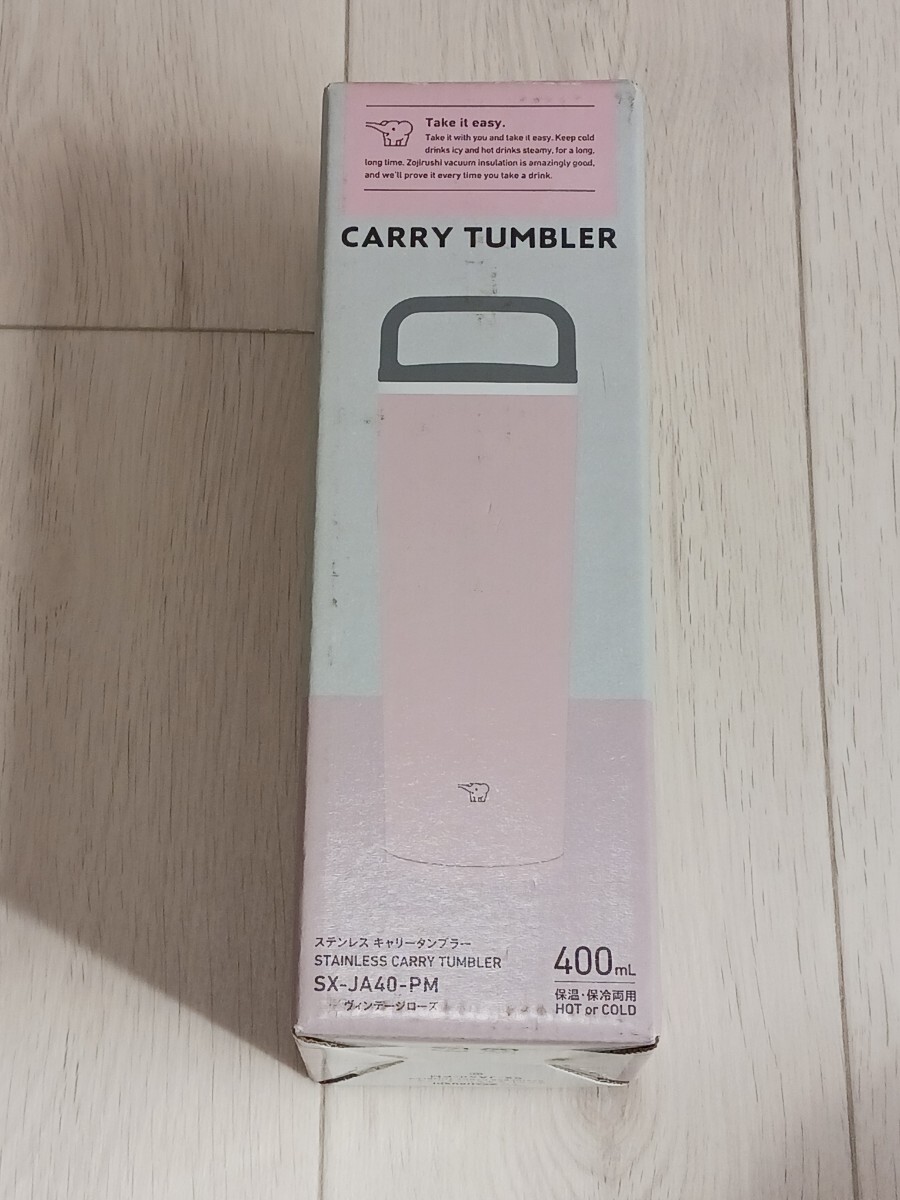 Take it easy.
Take it with you and take it easy. Keep cold
drinks icy and hot drinks steamy, for a long,
long time. Zojirushi vacuum insulation is amazingly good,
and we'll prove it every time you take a drink.
CARRY TUMBLER
ステンレス キャリータンブラー
STAINLESS CARRY TUMBLER
SX-JA40-PM
ヴィンテージローズ
400mL
保温・保冷両用
HOT or COLD